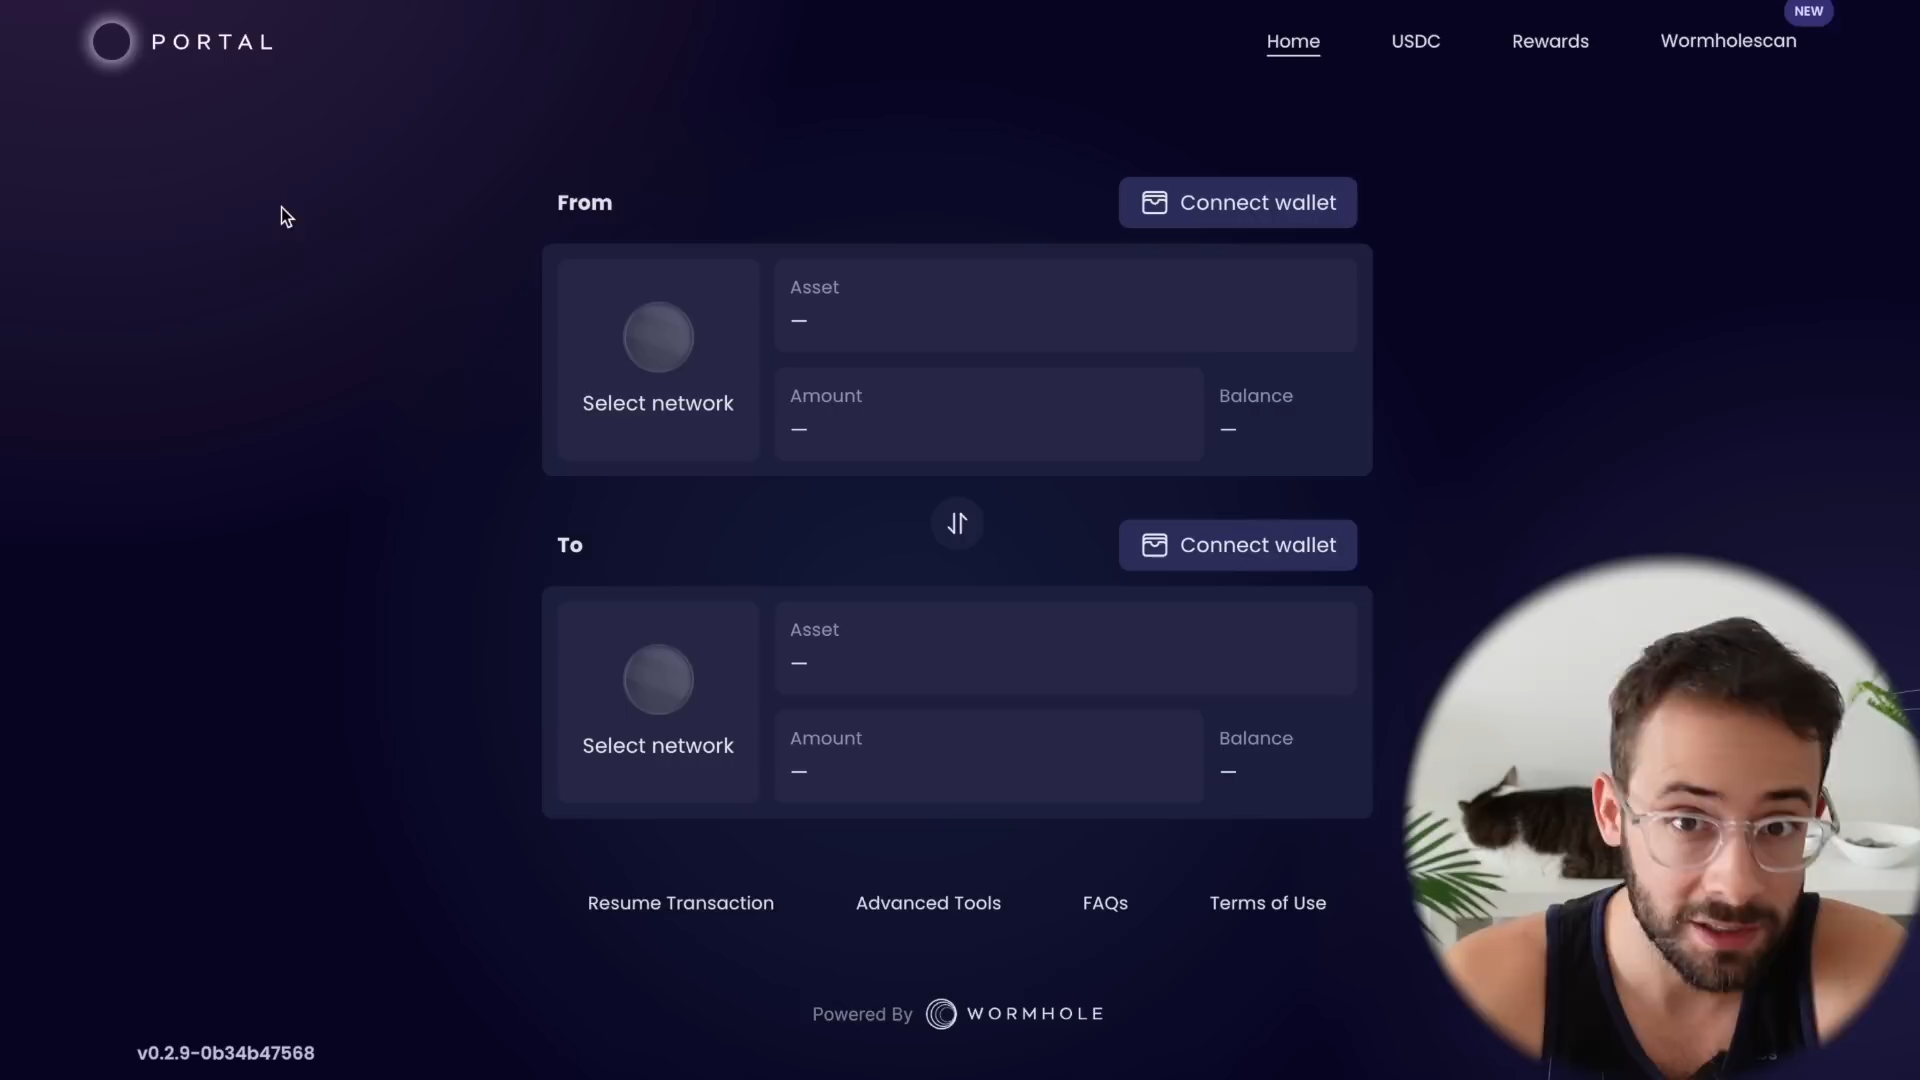 NEW
PORTAL
Home
USDC
Rewards
Wormholescan
From
Connect wallet
Asset
—
Select network
Amount
—
Balance
—
To
Connect wallet
Asset
—
Select network
Amount
—
Balance
—
Resume Transaction
Advanced Tools
FAQs
Terms of Use
Powered By WORMHOLE
v0.2.9-0b34b47568